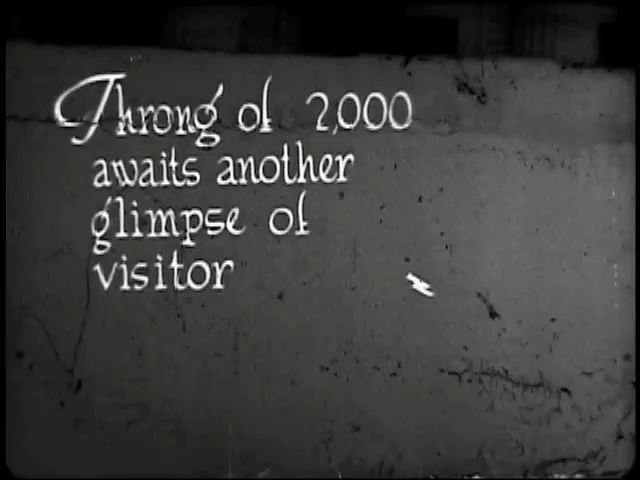 Throng of 2,000
awaits another
glimpse of
visitor